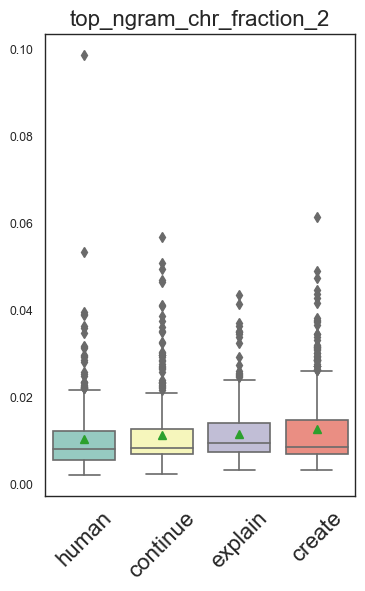 top_ngram_chr_fraction_2
0.10
0.08
0.06
0.04
0.02
0.00
human
continue
explain
create